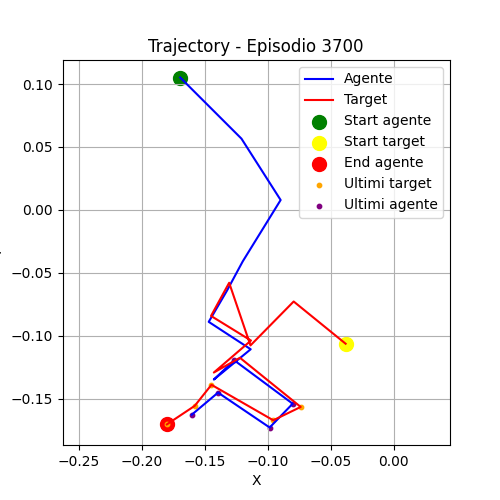 Trajectory - Episodio 3700
Agente
Target
Start agente
Start target
End agente
Ultimi target
Ultimi agente
0.10
0.05
0.00
−0.05
−0.10
−0.15
−0.25
−0.20
−0.15
−0.10
−0.05
0.00
X